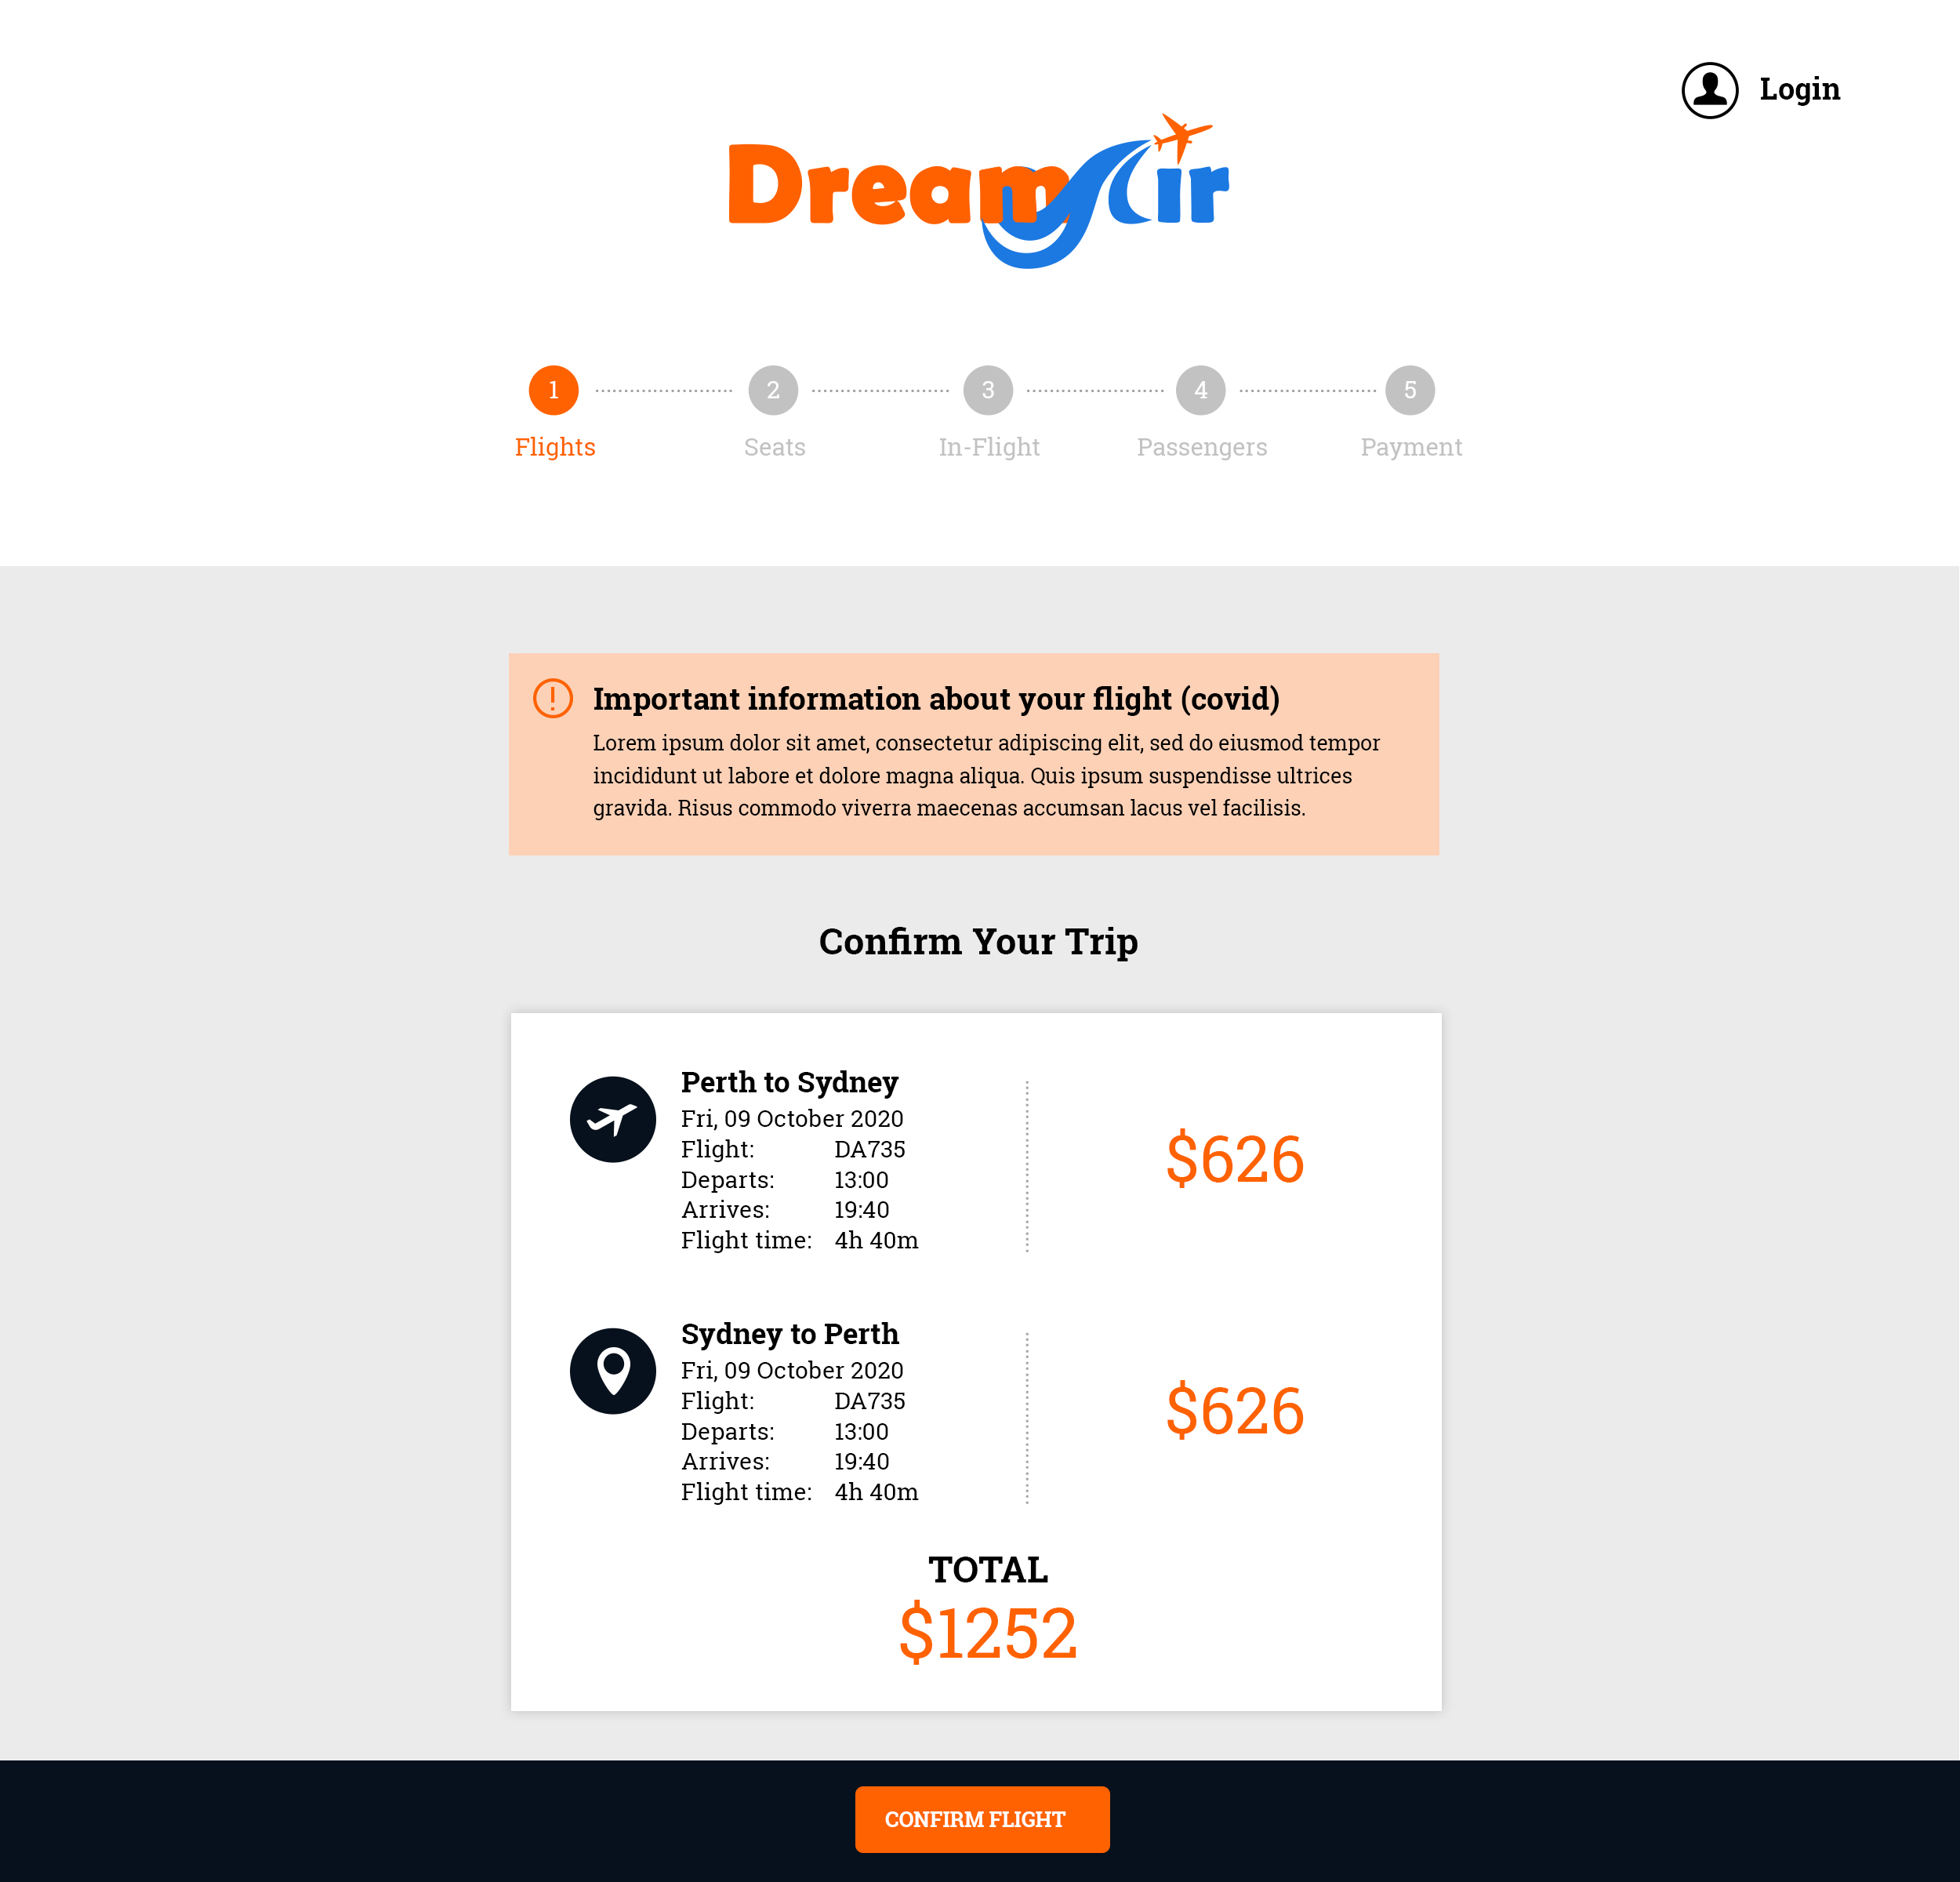 Login
Dream Air
1
2
3
4
5
Flights
Seats
In-Flight
Passengers
Payment
Important information about your flight (covid)
Lorem ipsum dolor sit amet, consectetur adipiscing elit, sed do eiusmod tempor
incididunt ut labore et dolore magna aliqua. Quis ipsum suspendisse ultrices
gravida. Risus commodo viverra maecenas accumsan lacus vel facilisis.
Confirm Your Trip
Perth to Sydney
Fri, 09 October 2020
Flight: DA735
Departs: 13:00
Arrives: 19:40
Flight time: 4h 40m
$626
Sydney to Perth
Fri, 09 October 2020
Flight: DA735
Departs: 13:00
Arrives: 19:40
Flight time: 4h 40m
$626
TOTAL
$1252
CONFIRM FLIGHT